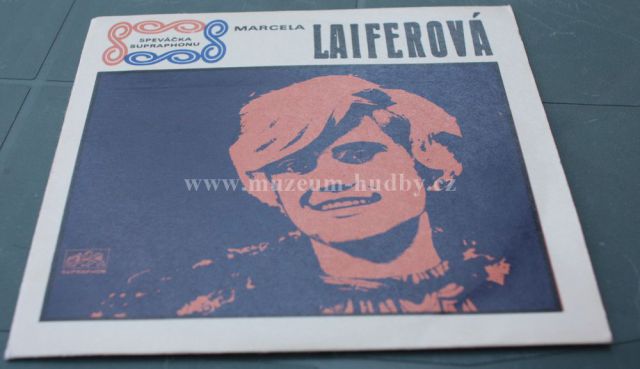 SPEVÁČKA
SUPRAPHONU
MARCELA
LAIFEROVÁ
www.muzeum-hudby.cz
SUPRAPHON